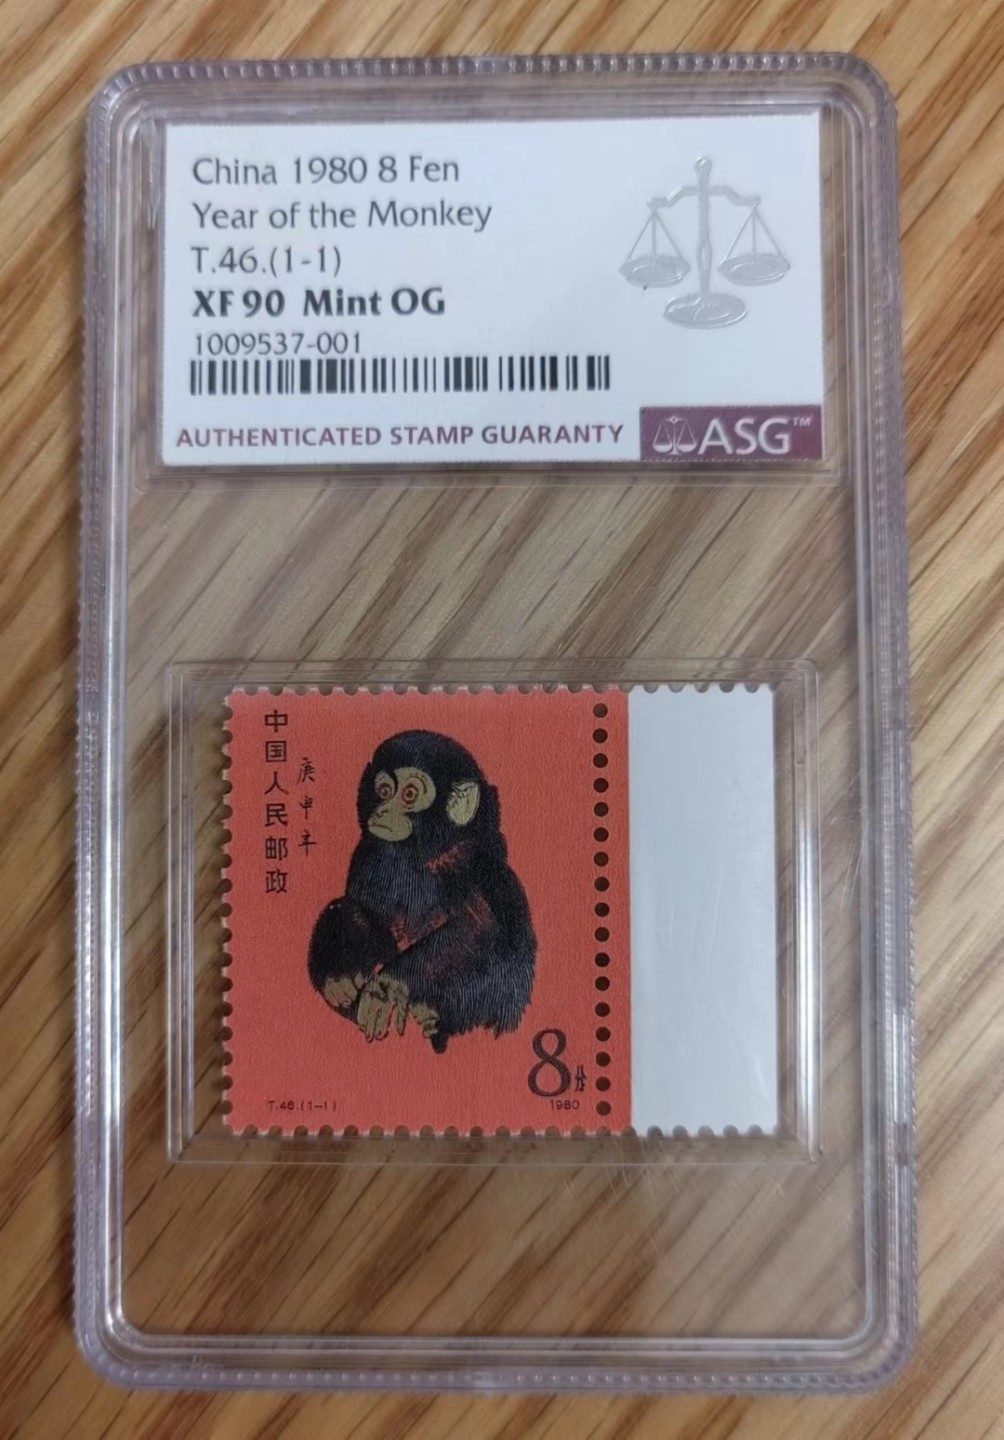 China 1980 8 Fen
Year of the Monkey
T.46.(1-1)
XF 90 Mint OG
1009537-001
AUTHENTICATED STAMP GUARANTY
ASG™
中国人民邮政
庚申年
8分
T.46.(1-1)
1980